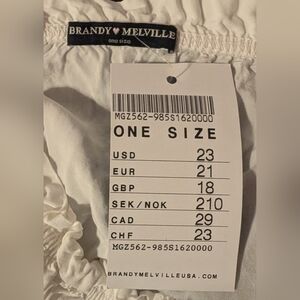 BRANDY♥MELVILLE
one size
MGZ562-985S1620000
ONE SIZE
USD 23
EUR 21
GBP 18
SEK/NOK 210
CAD 29
CHF 23
MGZ562-985S1620000
BRANDYMELVILLEUSA.COM